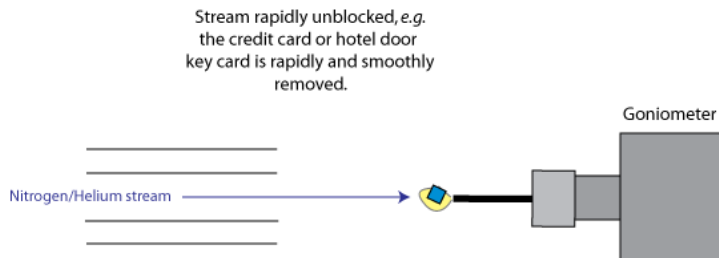 Stream rapidly unblocked, e.g.
the credit card or hotel door
key card is rapidly and smoothly
removed.
Goniometer
Nitrogen/Helium stream